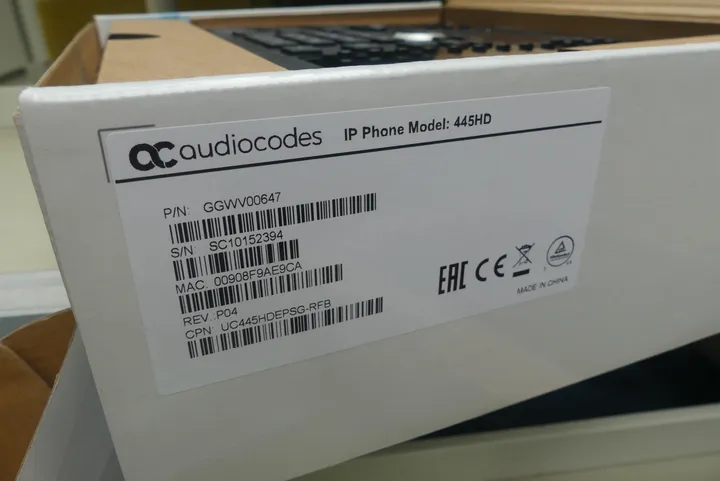 audiocodes IP Phone Model: 445HD
P/N: GGWV00647
S/N SC10152394
MAC: 00908F9AE9CA
REV.:P04
CPN: UC445HDEPSG-RFB
EAC CE
MADE IN CHINA